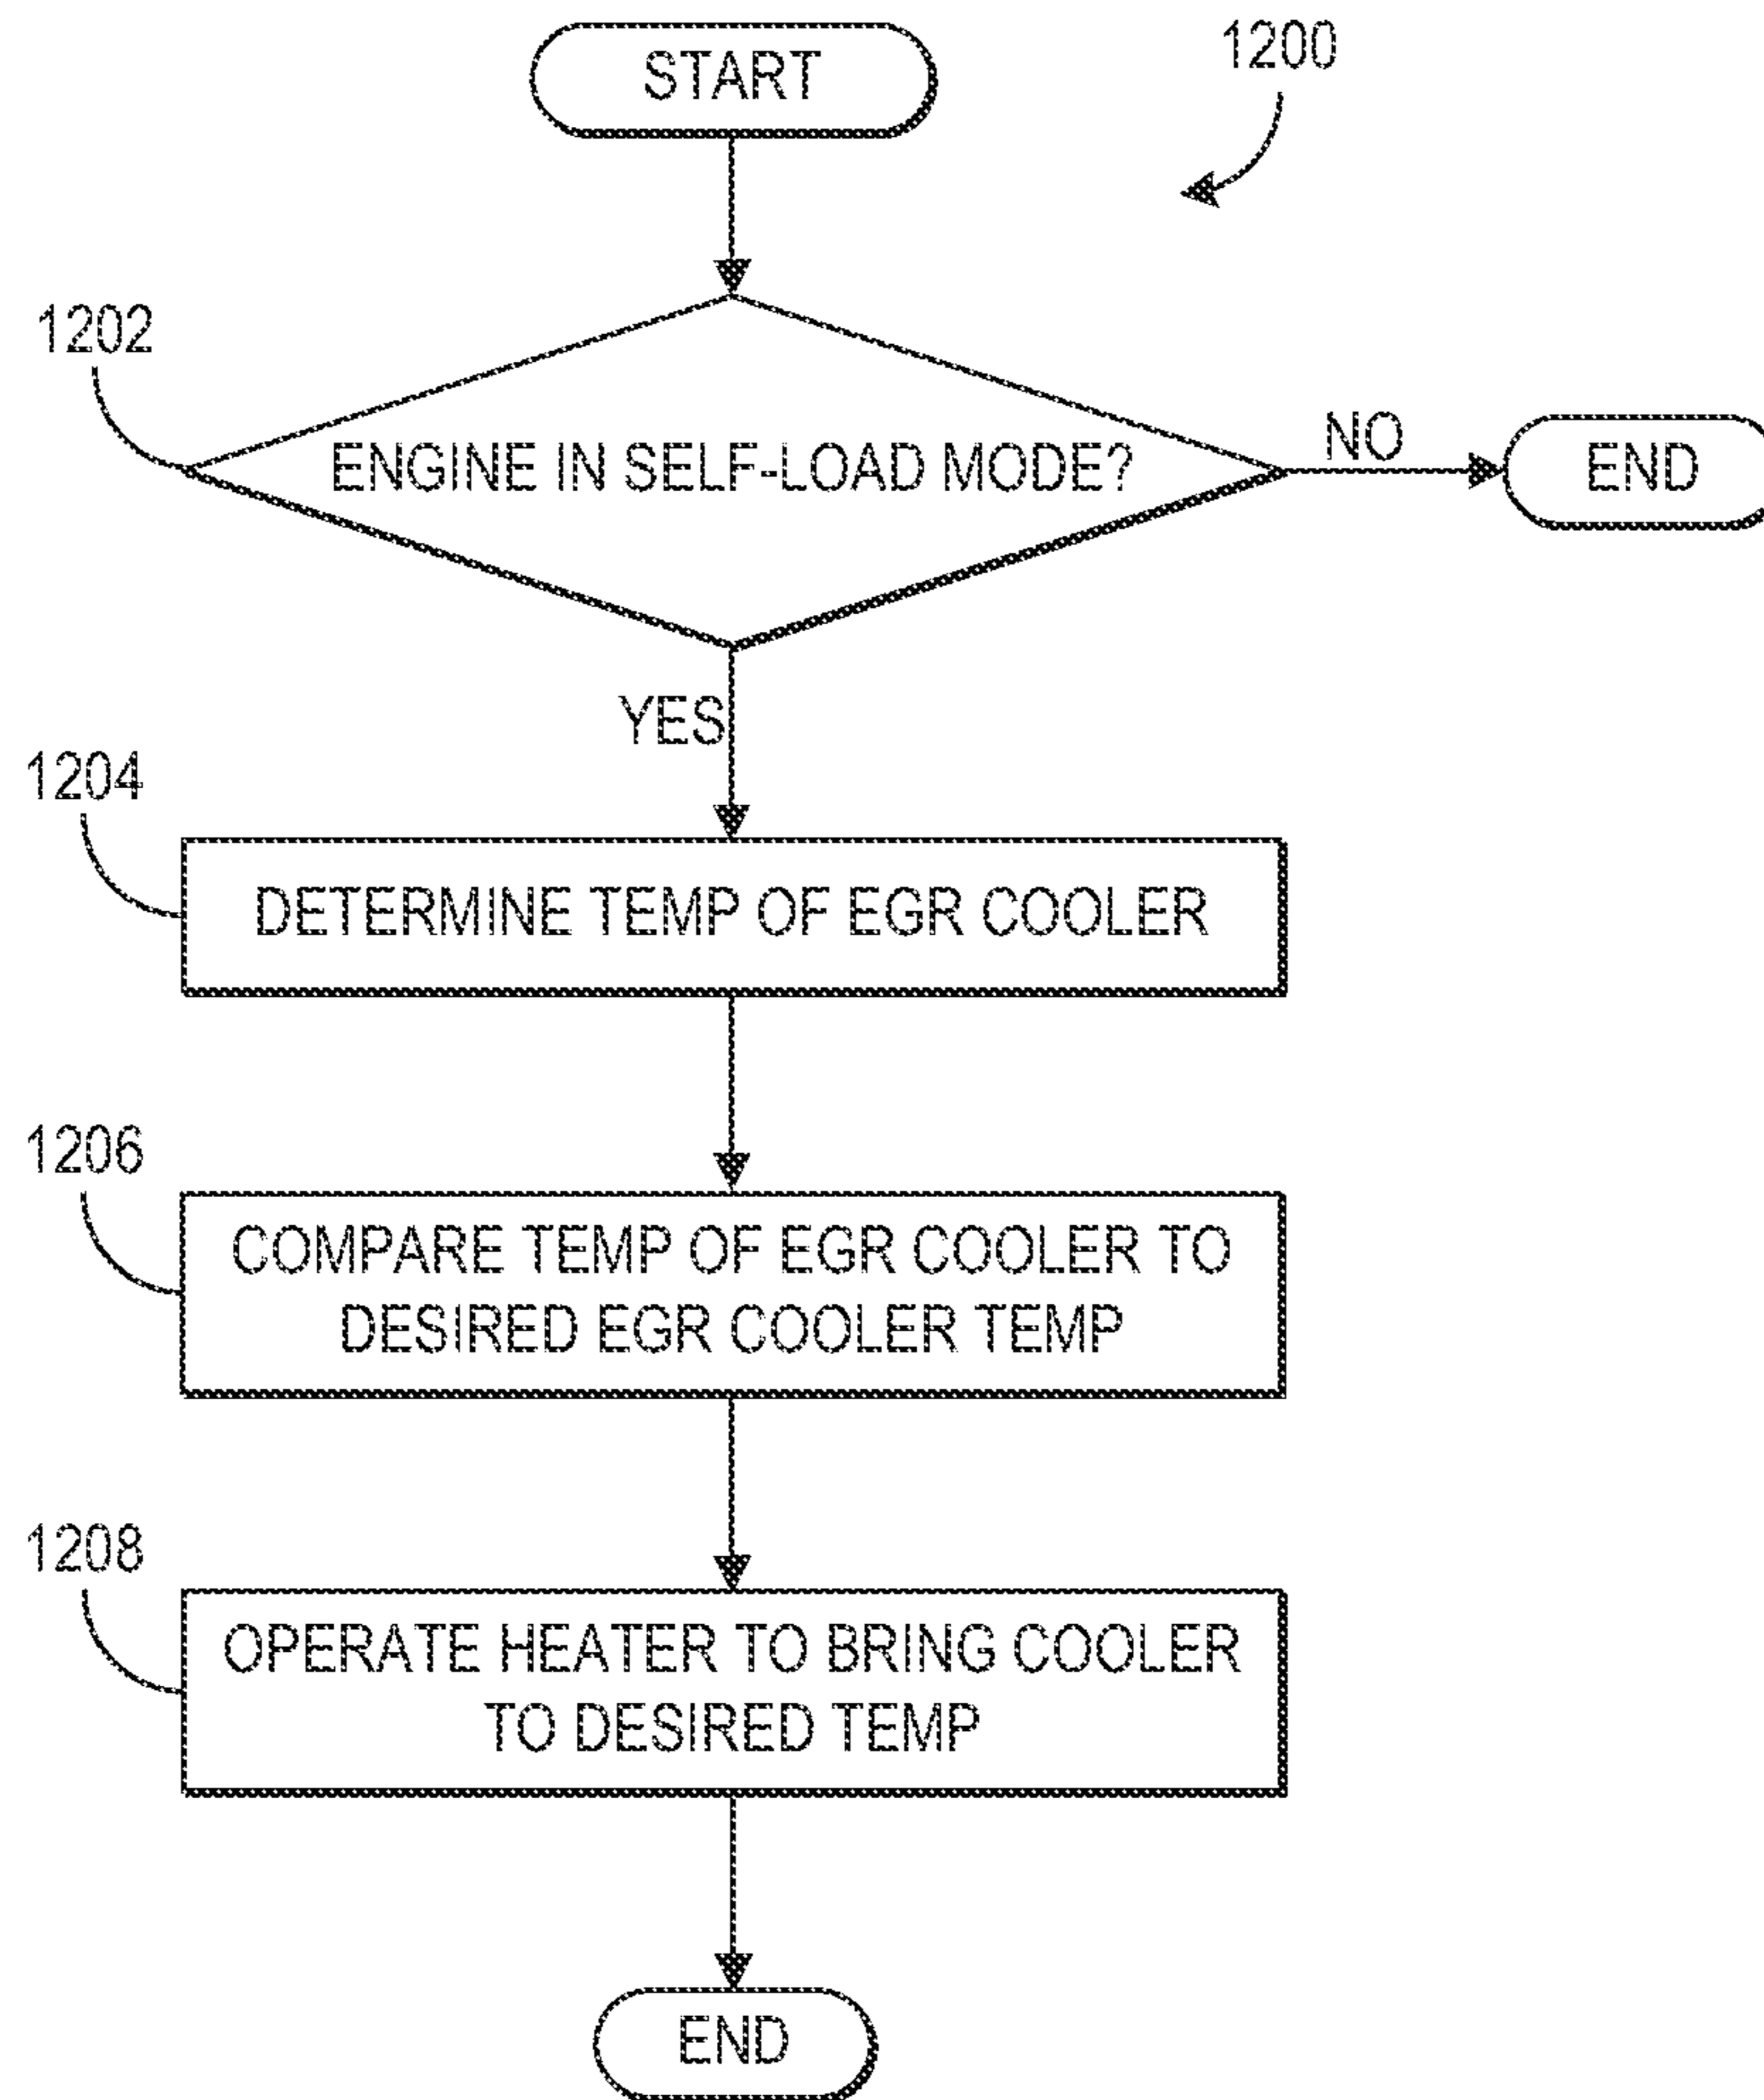 START
1200
1202
ENGINE IN SELF-LOAD MODE?
NO
END
YES
1204
DETERMINE TEMP OF EGR COOLER
1206
COMPARE TEMP OF EGR COOLER TO
DESIRED EGR COOLER TEMP
1208
OPERATE HEATER TO BRING COOLER
TO DESIRED TEMP
END